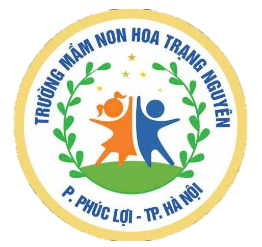 TRƯỜNG MẦM NON HOA TRẠNG NGUYÊN
P. PHÚC LỢI - TP. HÀ NỘI